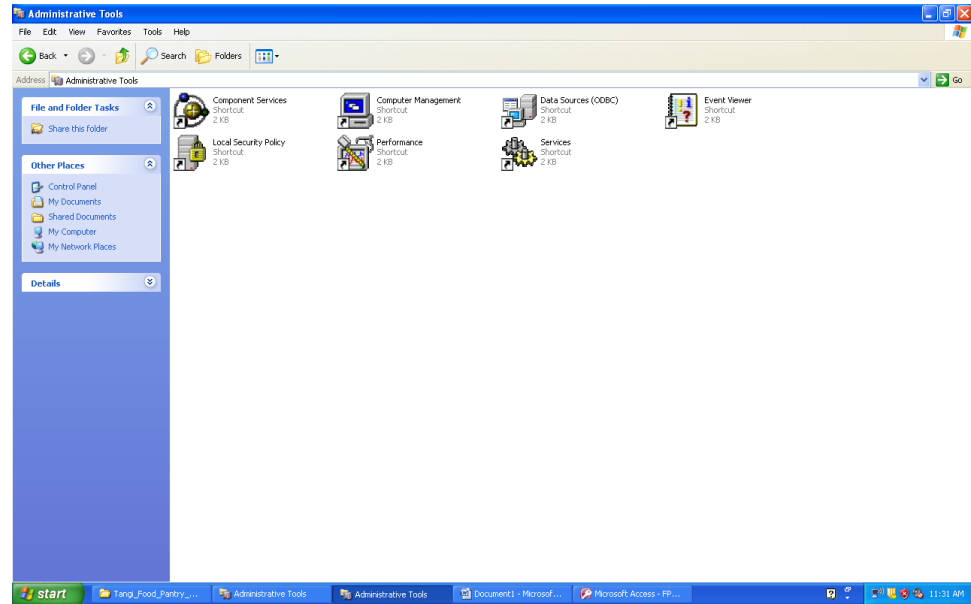 Administrative Tools
File Edit View Favorites Tools Help
Back Search Folders
Address Administrative Tools Go
File and Folder Tasks
Share this folder
Other Places
Control Panel
My Documents
Shared Documents
My Computer
My Network Places
Details
Component Services
Shortcut
2 KB
Computer Management
Shortcut
2 KB
Data Sources (ODBC)
Shortcut
2 KB
Event Viewer
Shortcut
2 KB
Local Security Policy
Shortcut
2 KB
Performance
Shortcut
2 KB
Services
Shortcut
2 KB
start Tangi_Food_Pantry_... Administrative Tools Administrative Tools Document1 - Microsof... Microsoft Access - FP... 11:31 AM